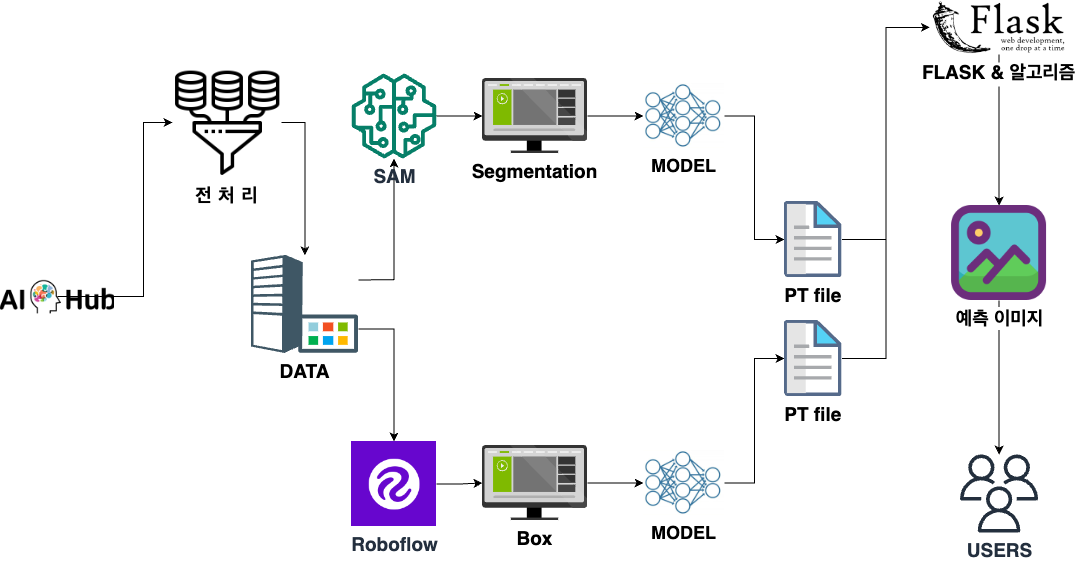 AI Hub
전 처 리
DATA
SAM
Segmentation
MODEL
PT file
Roboflow
Box
MODEL
PT file
Flask
web development,
one drop at a time
FLASK & 알고리즘
예측 이미지
USERS